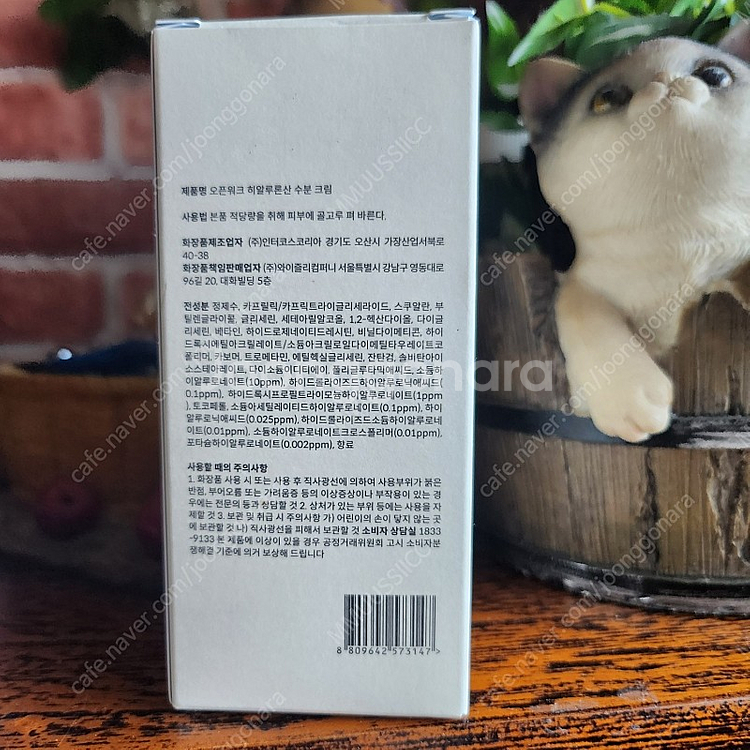 제품명 오픈워크 히알루론산 수분 크림
사용법 본품 적당량을 취해 피부에 골고루 펴 바른다.
화장품제조업자 (주)인터코스코리아 경기도 오산시 가장산업서북로
40-38
화장품책임판매업자 (주)와이즐리컴퍼니 서울특별시 강남구 영동대로
96길 20, 대화빌딩 5층
전성분 정제수, 카프릴릭/카프릭트라이글리세라이드, 스쿠알란, 부
틸렌글라이콜, 글리세린, 세테아릴알코올, 1,2-헥산다이올, 다이글
리세린, 베타인, 하이드로제네이티드레시틴, 비닐다이메티콘, 하이
드록시에틸아크릴레이트/소듐아크릴로일다이메틸타우레이트코
폴리머, 카보머, 트로메타민, 에틸헥실글리세린, 잔탄검, 솔비탄아이
소스테아레이트, 다이소듐이디티에이, 폴리글루타믹애씨드, 소듐하
이알루로네이트(10ppm), 하이드롤라이즈드하이알루로닉애씨드(
0.1ppm), 하이드록시프로필트라이모늄하이알루로네이트(1ppm
), 토코페롤, 소듐아세틸레이티드하이알루로네이트(0.1ppm), 하이
알루로닉애씨드(0.025ppm), 하이드롤라이즈드소듐하이알루로네
이트(0.01ppm), 소듐하이알루로네이트크로스폴리머(0.01ppm),
포타슘하이알루로네이트(0.002ppm), 향료
사용할 때의 주의사항
1. 화장품 사용 시 또는 사용 후 직사광선에 의하여 사용부위가 붉은
반점, 부어오름 또는 가려움증 등의 이상증상이나 부작용이 있는 경
우에는 전문의 등과 상담할 것 2. 상처가 있는 부위 등에는 사용을 자
제할 것 3. 보관 및 취급 시 주의사항 가) 어린이의 손이 닿지 않는 곳
에 보관할 것 나) 직사광선을 피해서 보관할 것 소비자 상담실 1833
-9133 본 제품에 이상이 있을 경우 공정거래위원회 고시 소비자분
쟁해결 기준에 의거 보상해 드립니다
8 809642 573147 >
cafe.naver.com/joonggonara
MMUUSSIICC